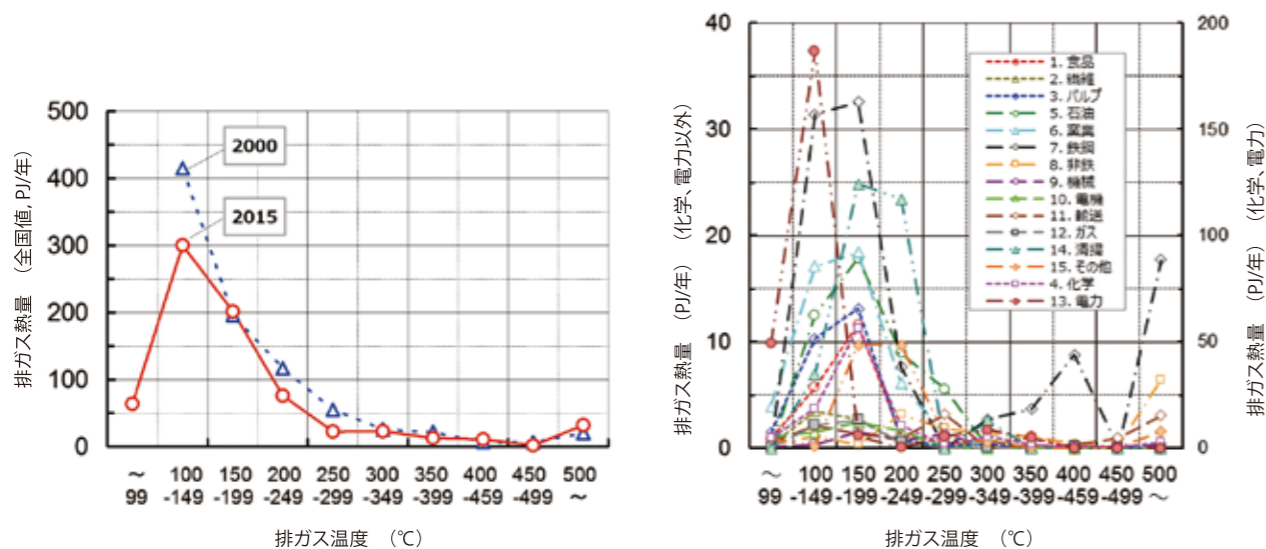 500
400
300
200
100
0
排ガス熱量 (全国値, PJ/年)
2000
2015
～ 100 150 200 250 300 350 400 450 500
99 -149 -199 -249 -299 -349 -399 -459 -499 ～
排ガス温度 (℃)
40
30
20
10
0
排ガス熱量 (PJ/年) (化学、電力以外)
1. 食品
2. 繊維
3. パルプ
5. 石油
6. 窯業
7. 鉄鋼
8. 非鉄
9. 機械
10. 電機
11. 輸送
12. ガス
14. 清掃
15. その他
4. 化学
13. 電力
200
150
100
50
0
排ガス熱量 (PJ/年) (化学、電力)
～ 100 150 200 250 300 350 400 450 500
99 -149 -199 -249 -299 -349 -399 -459 -499 ～
排ガス温度 (℃)